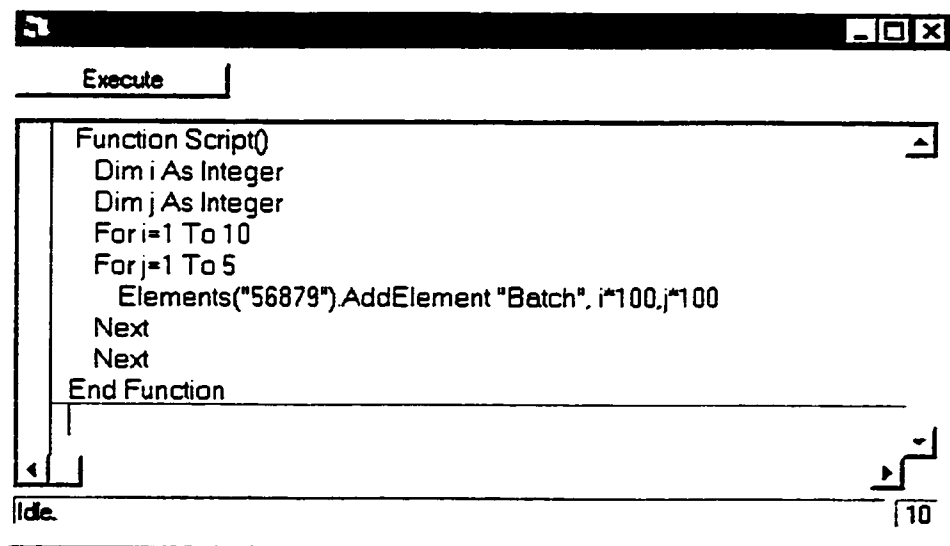 Execute
Function Script()
Dim i As Integer
Dim j As Integer
For i=1 To 10
For j=1 To 5
Elements("56879").AddElement "Batch", i*100,j*100
Next
Next
End Function
Idle.
10